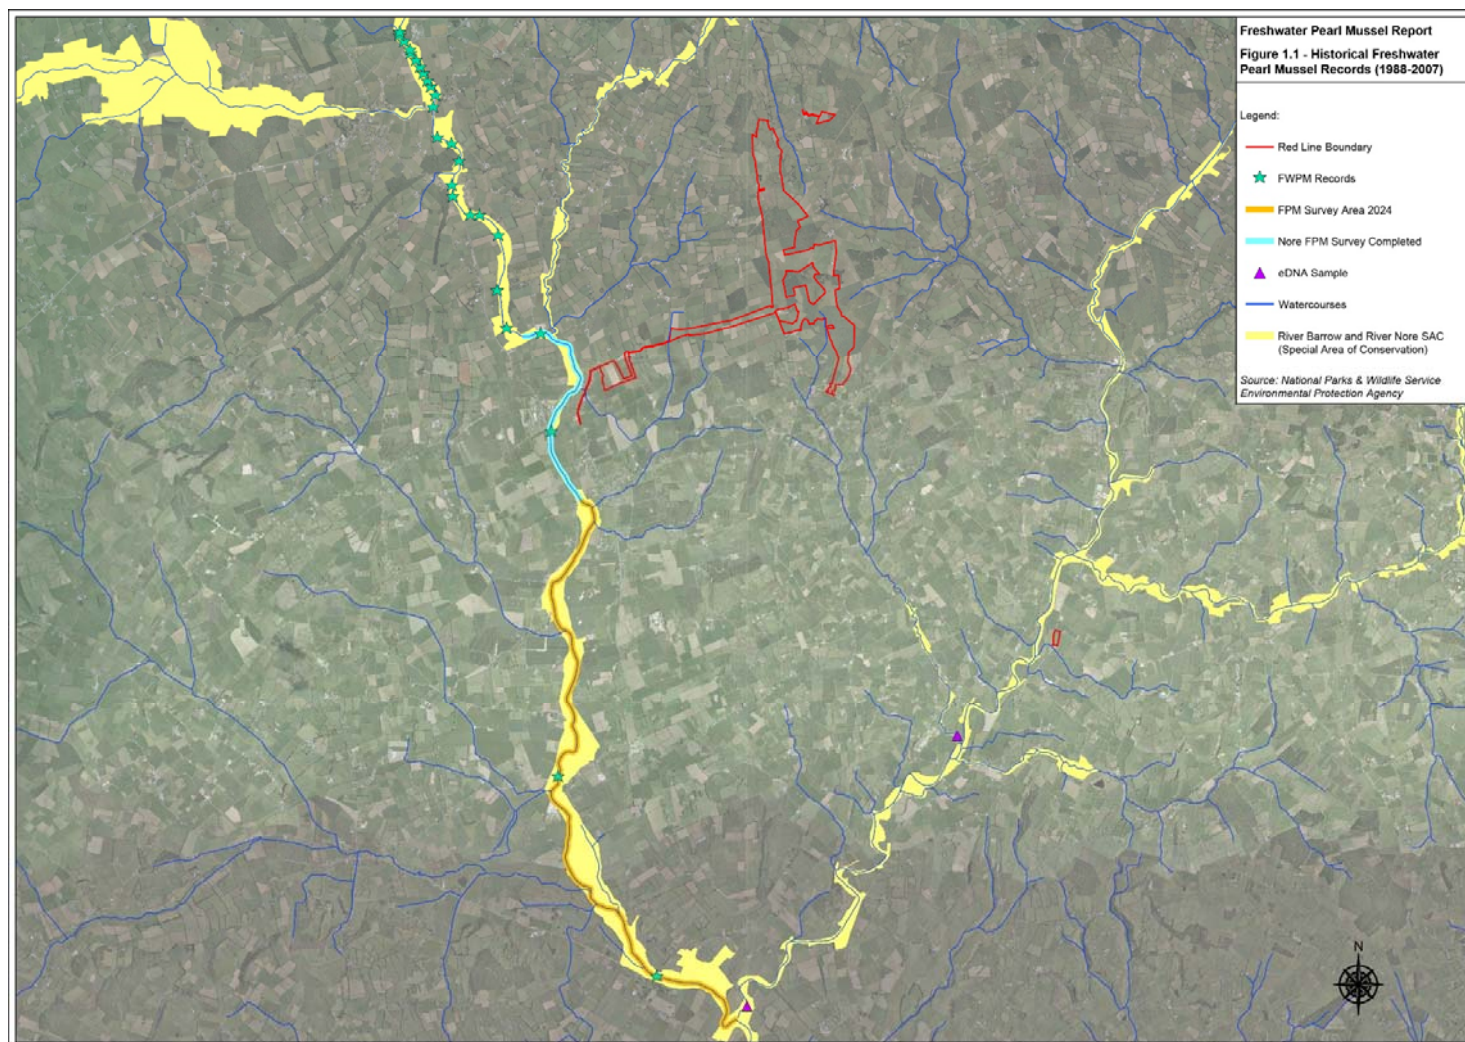 Freshwater Pearl Mussel Report
Figure 1.1 - Historical Freshwater
Pearl Mussel Records (1988-2007)
Legend:
Red Line Boundary
FWPM Records
FPM Survey Area 2024
Nore FPM Survey Completed
eDNA Sample
Watercourses
River Barrow and River Nore SAC
(Special Area of Conservation)
Source: National Parks & Wildlife Service
Environmental Protection Agency
N